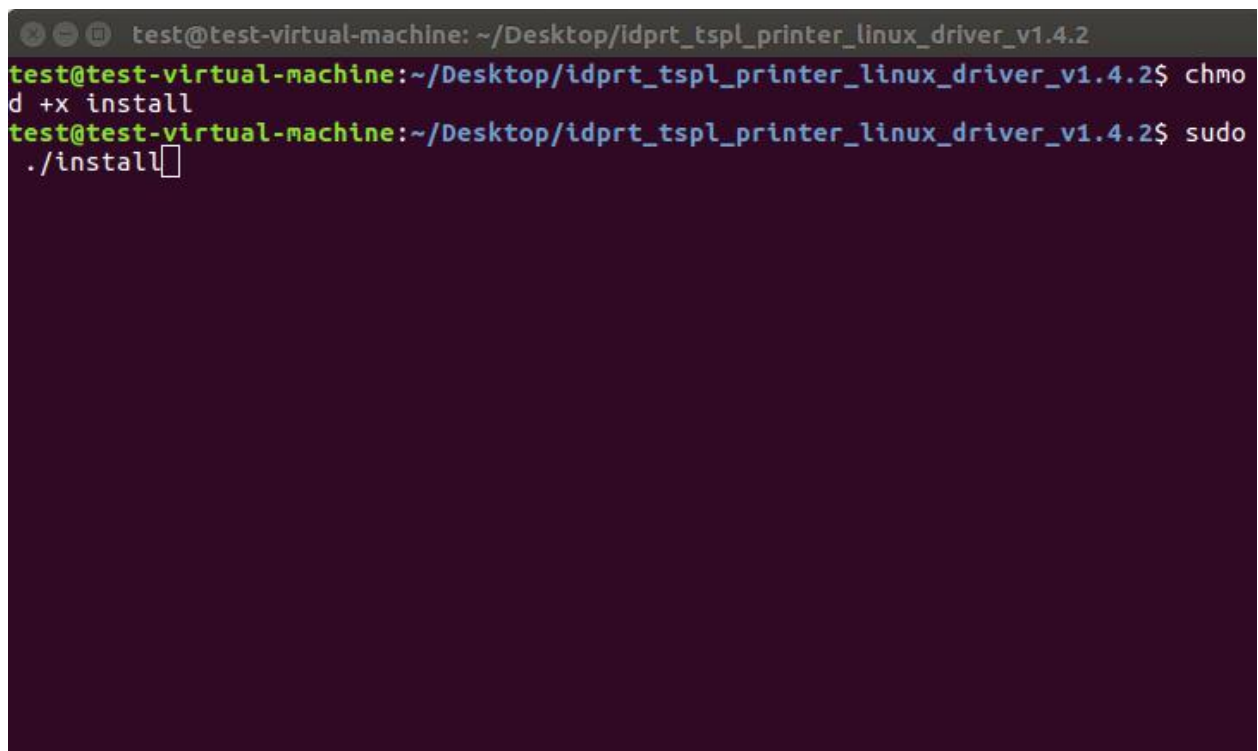 test@test-virtual-machine: ~/Desktop/idprt_tspl_printer_linux_driver_v1.4.2
test@test-virtual-machine:~/Desktop/idprt_tspl_printer_linux_driver_v1.4.2$ chmo
d +x install
test@test-virtual-machine:~/Desktop/idprt_tspl_printer_linux_driver_v1.4.2$ sudo
 ./install